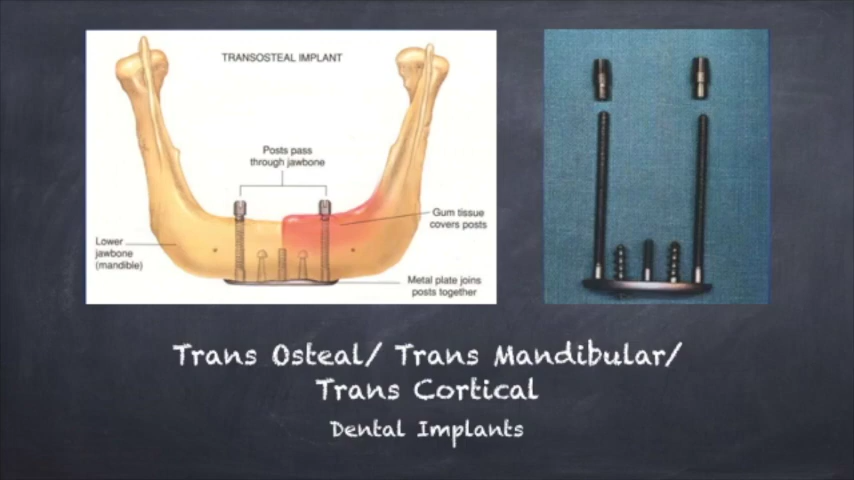 TRANSOSTEAL IMPLANT
Posts pass
through jawbone
Gum tissue
covers posts
Lower
jawbone
(mandible)
Metal plate joins
posts together
Trans Osteal/ Trans Mandibular/
Trans Cortical
Dental Implants